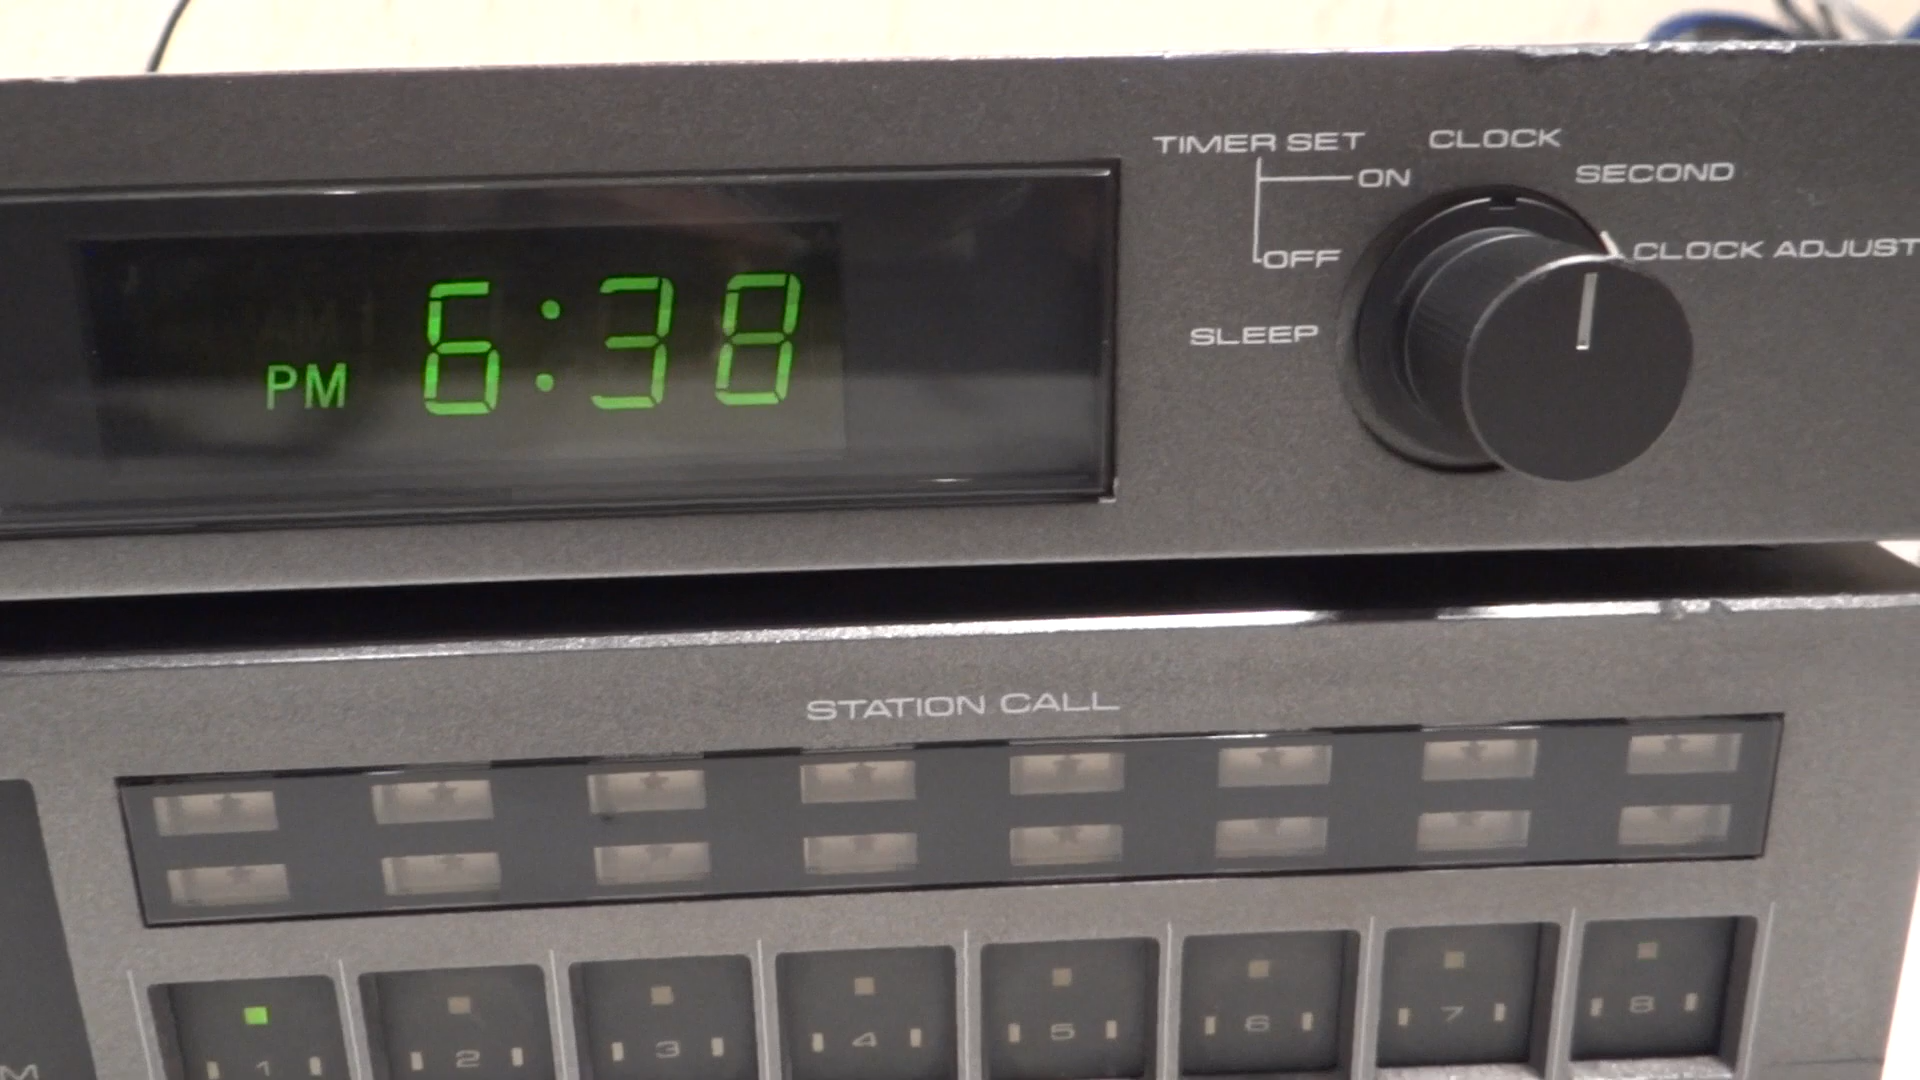 TIMER SET
CLOCK
ON
SECOND
OFF
CLOCK ADJUST
SLEEP
AM
PM 6:38
STATION CALL
1 2 3 4 5 6 7 8
M